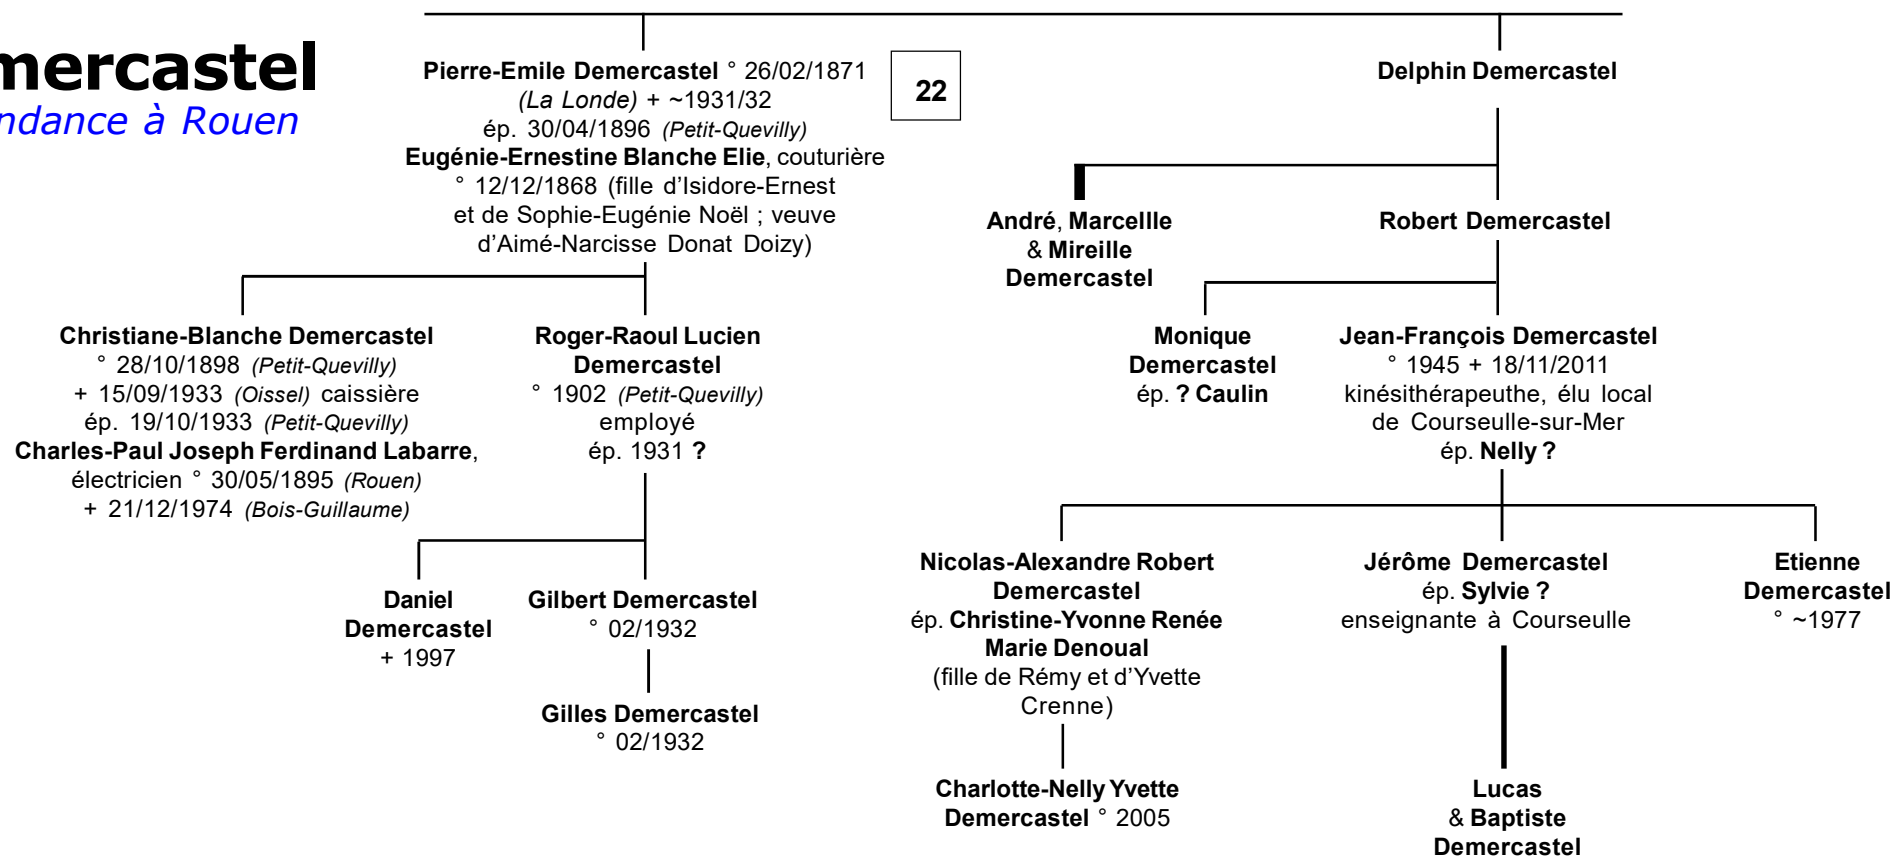 mercastel
ndance à Rouen
Pierre-Emile Demercastel ° 26/02/1871
(La Londe) + ~1931/32
ép. 30/04/1896 (Petit-Quevilly)
Eugénie-Ernestine Blanche Elie, couturière
° 12/12/1868 (fille d'Isidore-Ernest
et de Sophie-Eugénie Noël ; veuve
d'Aimé-Narcisse Donat Doizy)
22
Delphin Demercastel
André, Marcellle
& Mireille
Demercastel
Robert Demercastel
Christiane-Blanche Demercastel
° 28/10/1898 (Petit-Quevilly)
+ 15/09/1933 (Oissel) caissière
ép. 19/10/1933 (Petit-Quevilly)
Charles-Paul Joseph Ferdinand Labarre,
électricien ° 30/05/1895 (Rouen)
+ 21/12/1974 (Bois-Guillaume)
Roger-Raoul Lucien
Demercastel
° 1902 (Petit-Quevilly)
employé
ép. 1931 ?
Monique
Demercastel
ép. ? Caulin
Jean-François Demercastel
° 1945 + 18/11/2011
kinésithérapeuthe, élu local
de Courseulle-sur-Mer
ép. Nelly ?
Daniel
Demercastel
+ 1997
Gilbert Demercastel
° 02/1932
Gilles Demercastel
° 02/1932
Nicolas-Alexandre Robert
Demercastel
ép. Christine-Yvonne Renée
Marie Denoual
(fille de Rémy et d'Yvette
Crenne)
Jérôme Demercastel
ép. Sylvie ?
enseignante à Courseulle
Etienne
Demercastel
° ~1977
Charlotte-Nelly Yvette
Demercastel ° 2005
Lucas
& Baptiste
Demercastel